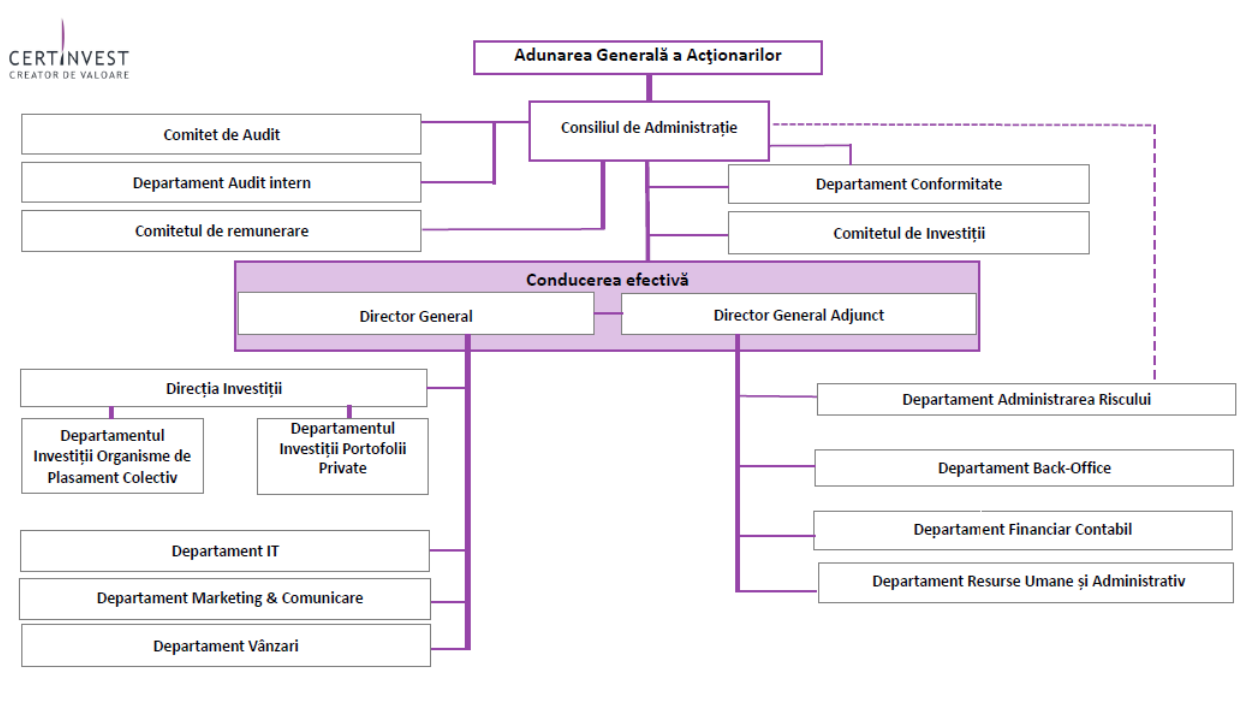 CERTINVEST
CREATOR DE VALOARE
Adunarea Generală a Acţionarilor
Consiliul de Administrație
Comitet de Audit
Departament Audit intern
Comitetul de remunerare
Departament Conformitate
Comitetul de Investiții
Conducerea efectivă
Director General
Director General Adjunct
Direcția Investiții
Departamentul
Investiții Organisme de
Plasament Colectiv
Departamentul
Investiții Portofolii
Private
Departament IT
Departament Marketing & Comunicare
Departament Vânzari
Departament Administrarea Riscului
Departament Back-Office
Departament Financiar Contabil
Departament Resurse Umane și Administrativ